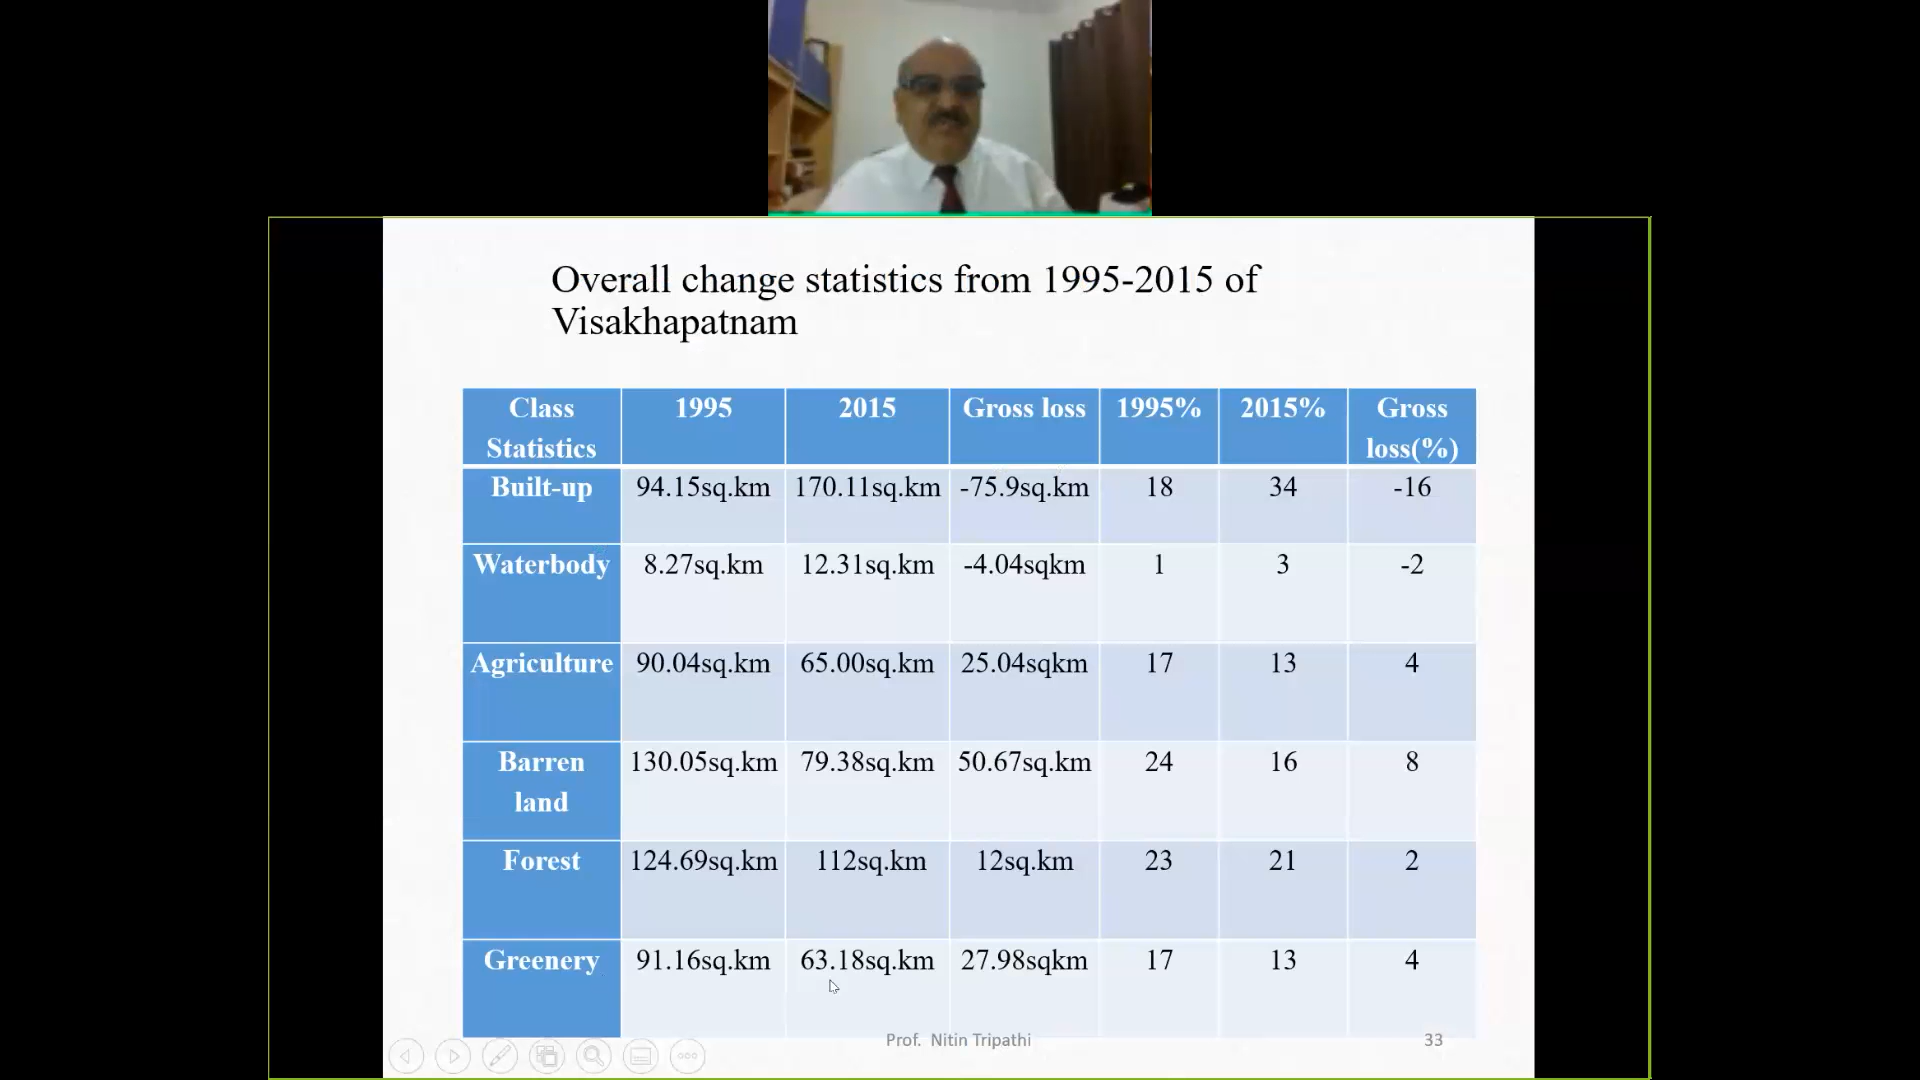 Overall change statistics from 1995-2015 of
Visakhapatnam
Class Statistics 1995 2015 Gross loss 1995% 2015% Gross loss(%)
Built-up 94.15sq.km 170.11sq.km -75.9sq.km 18 34 -16
Waterbody 8.27sq.km 12.31sq.km -4.04sqkm 1 3 -2
Agriculture 90.04sq.km 65.00sq.km 25.04sqkm 17 13 4
Barren land 130.05sq.km 79.38sq.km 50.67sq.km 24 16 8
Forest 124.69sq.km 112sq.km 12sq.km 23 21 2
Greenery 91.16sq.km 63.18sq.km 27.98sqkm 17 13 4
Prof. Nitin Tripathi 33